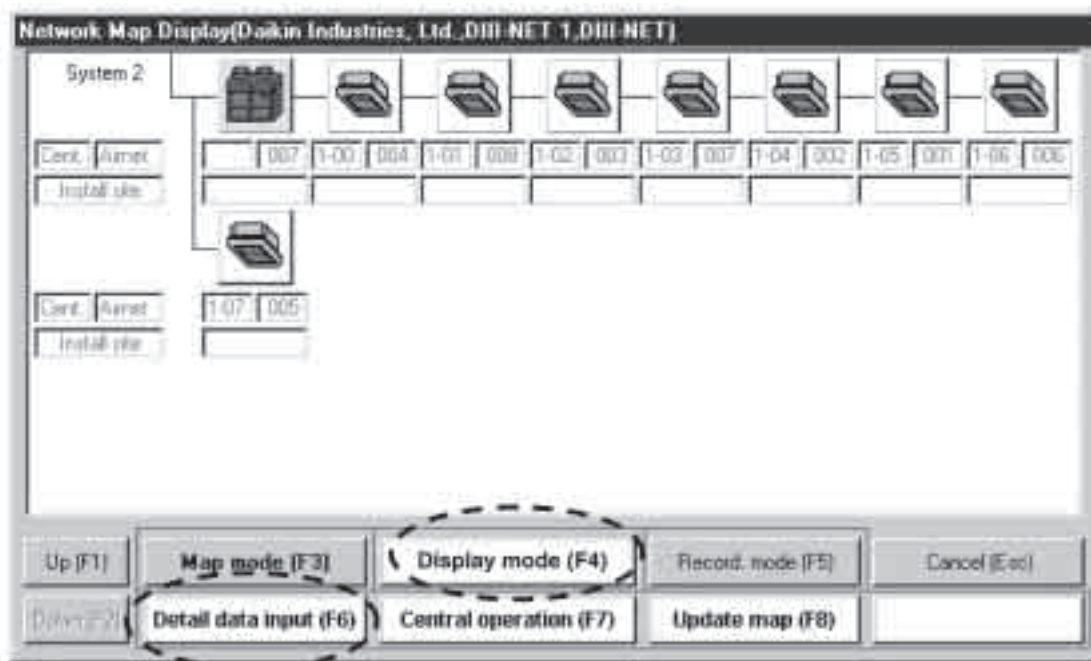 Network Map Display(Daikin Industries, Ltd.,DIII-NET 1,DIII-NET)
System 2
Cent. Airnet 007 1-00 004 1-01 008 1-02 003 1-03 007 1-04 002 1-05 001 1-06 006
Install site
Cent. Airnet 1-07 005
Install site
Up (F1) Map mode (F3) Display mode (F4) Record. mode (F5) Cancel (Esc)
Down (F2) Detail data input (F6) Central operation (F7) Update map (F8)